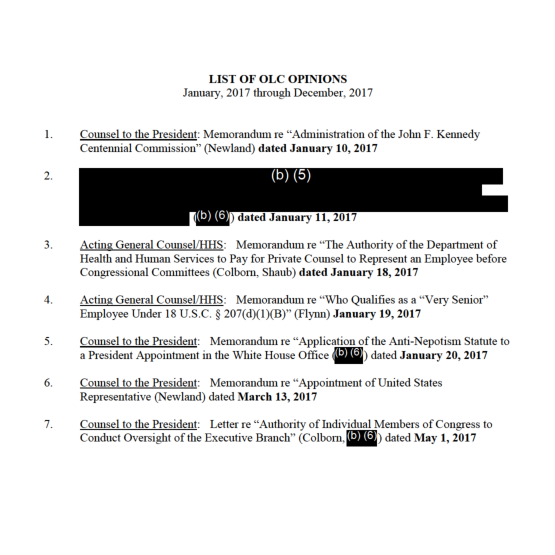 LIST OF OLC OPINIONS
January, 2017 through December, 2017
1. Counsel to the President: Memorandum re “Administration of the John F. Kennedy
Centennial Commission” (Newland) dated January 10, 2017
2. (b) (5)
((b) (6)) dated January 11, 2017
3. Acting General Counsel/HHS: Memorandum re “The Authority of the Department of
Health and Human Services to Pay for Private Counsel to Represent an Employee before
Congressional Committees (Colborn, Shaub) dated January 18, 2017
4. Acting General Counsel/HHS: Memorandum re “Who Qualifies as a “Very Senior”
Employee Under 18 U.S.C. § 207(d)(1)(B)” (Flynn) January 19, 2017
5. Counsel to the President: Memorandum re “Application of the Anti-Nepotism Statute to
a President Appointment in the White House Office ((b) (6)) dated January 20, 2017
6. Counsel to the President: Memorandum re “Appointment of United States
Representative (Newland) dated March 13, 2017
7. Counsel to the President: Letter re “Authority of Individual Members of Congress to
Conduct Oversight of the Executive Branch” (Colborn, (b) (6)) dated May 1, 2017